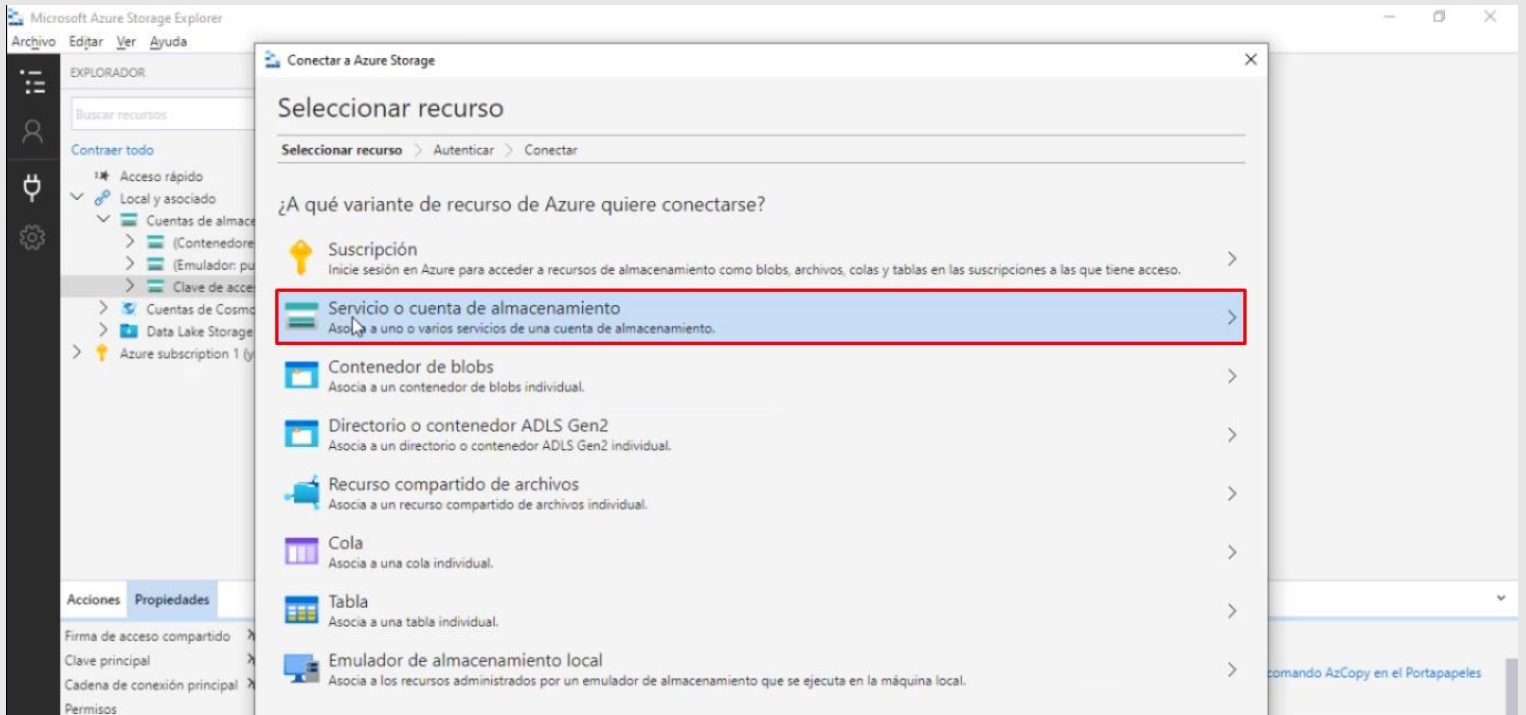 Microsoft Azure Storage Explorer
Archivo Editar Ver Ayuda
EXPLORADOR
Buscar recursos
Contraer todo
Acceso rápido
Local y asociado
Cuentas de almace
(Contenedore
(Emulador: pu
Clave de acce
Cuentas de Cosmo
Data Lake Storage
Azure subscription 1 (y
Acciones Propiedades
Firma de acceso compartido
Clave principal
Cadena de conexión principal
Permisos
Conectar a Azure Storage
Seleccionar recurso
Seleccionar recurso > Autenticar > Conectar
¿A qué variante de recurso de Azure quiere conectarse?
Suscripción
Inicie sesión en Azure para acceder a recursos de almacenamiento como blobs, archivos, colas y tablas en las suscripciones a las que tiene acceso.
Servicio o cuenta de almacenamiento
Asocia a uno o varios servicios de una cuenta de almacenamiento.
Contenedor de blobs
Asocia a un contenedor de blobs individual.
Directorio o contenedor ADLS Gen2
Asocia a un directorio o contenedor ADLS Gen2 individual.
Recurso compartido de archivos
Asocia a un recurso compartido de archivos individual.
Cola
Asocia a una cola individual.
Tabla
Asocia a una tabla individual.
Emulador de almacenamiento local
Asocia a los recursos administrados por un emulador de almacenamiento que se ejecuta en la máquina local.
comando AzCopy en el Portapapeles